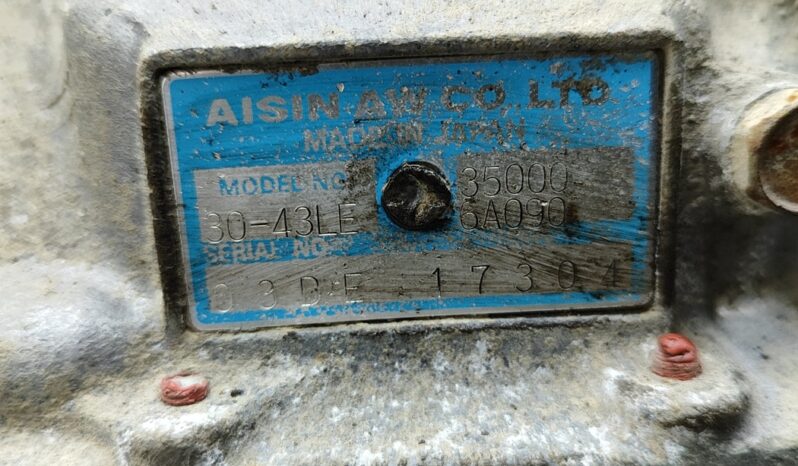 AISIN AW CO., LTD
MADE IN JAPAN
MODEL NO. 35000-
30-43LE 6A090
SERIAL NO.
03DE 17304